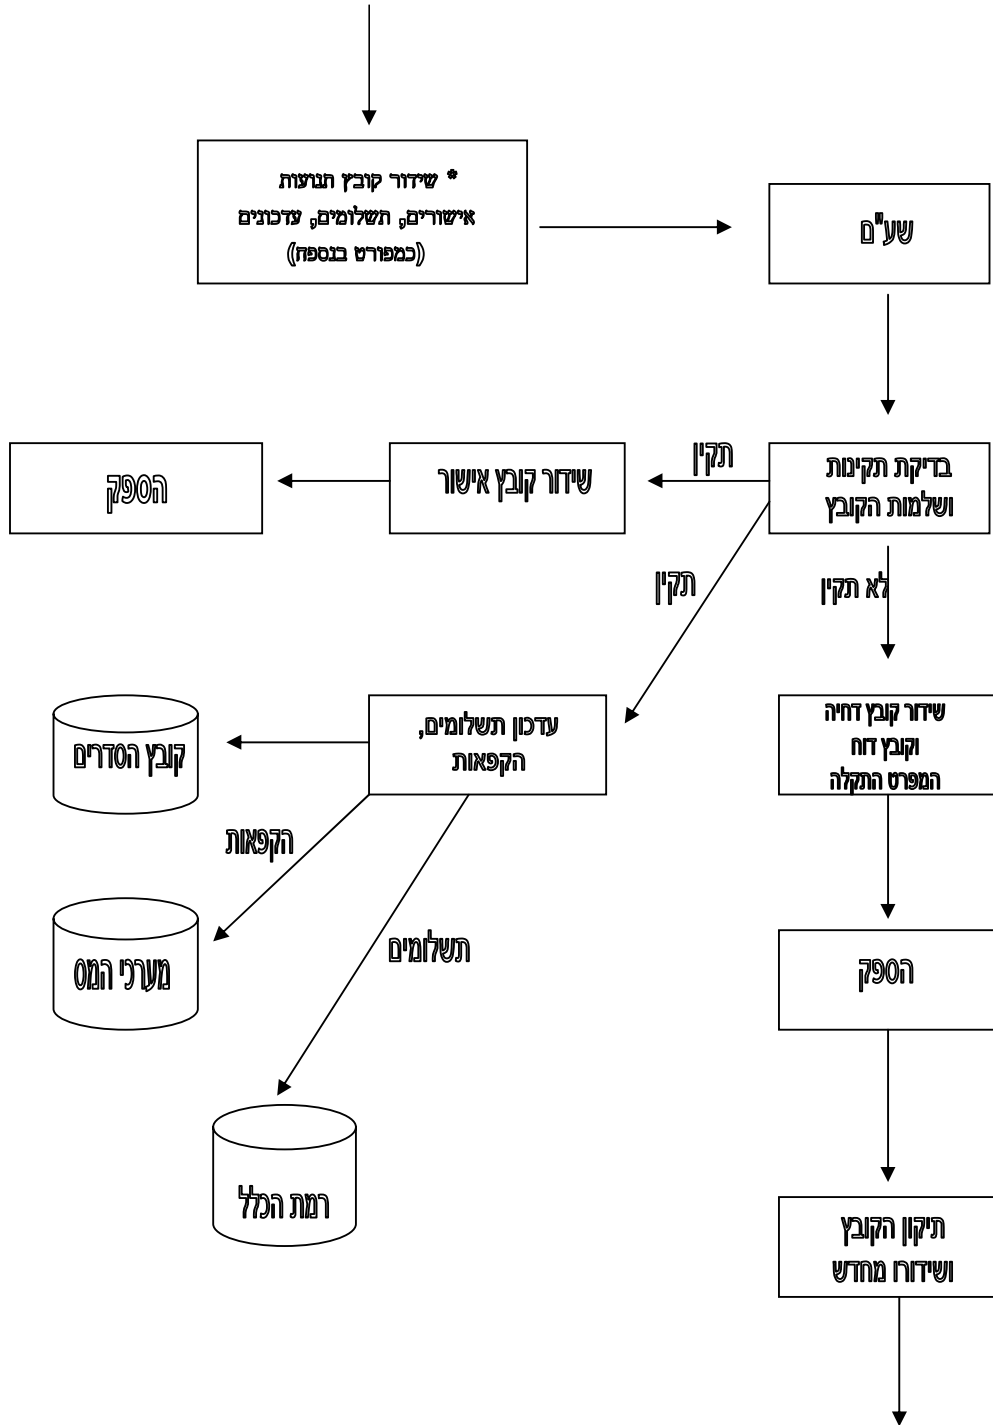 * שידור קובץ תנועות
אישורים, תשלומים, עדכונים
(כמפורט בנספח)
שע"ם
בדיקת תקינות
ושלמות הקובץ
תקין
שידור קובץ אישור
הספק
תקין
לא תקין
עדכון תשלומים,
הקפאות
קובץ הסדרים
שידור קובץ דחיה
וקובץ דוח
המפרט התקלה
הקפאות
מערכי המס
תשלומים
הספק
רמת הכלל
תיקון הקובץ
ושידורו מחדש